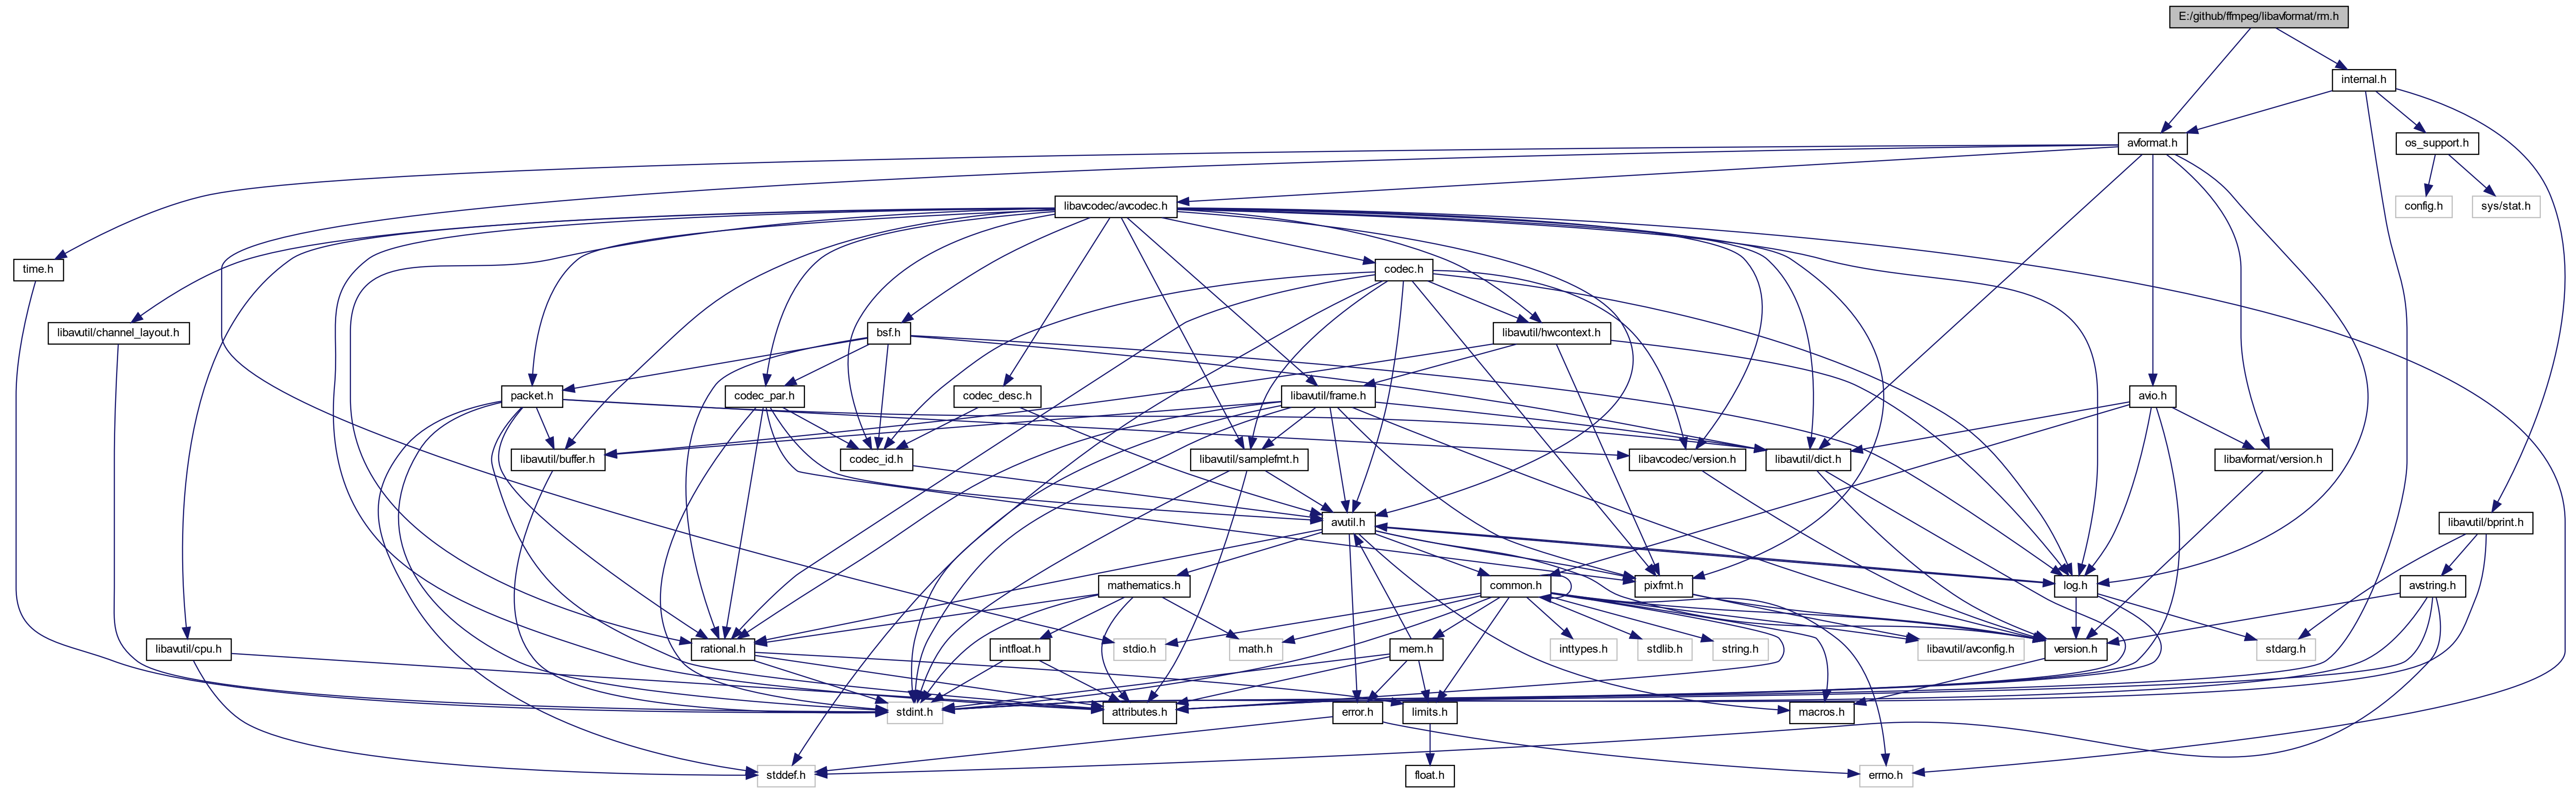 E:/github/ffmpeg/libavformat/rm.h
internal.h
avformat.h
os_support.h
libavcodec/avcodec.h
config.h
sys/stat.h
time.h
codec.h
libavutil/channel_layout.h
bsf.h
libavutil/hwcontext.h
packet.h
codec_par.h
codec_desc.h
libavutil/frame.h
avio.h
libavutil/buffer.h
codec_id.h
libavutil/samplefmt.h
libavcodec/version.h
libavutil/dict.h
libavformat/version.h
avutil.h
libavutil/bprint.h
mathematics.h
common.h
pixfmt.h
log.h
avstring.h
libavutil/cpu.h
rational.h
intfloat.h
stdio.h
math.h
mem.h
inttypes.h
stdlib.h
string.h
libavutil/avconfig.h
version.h
stdarg.h
stdint.h
attributes.h
error.h
limits.h
macros.h
stddef.h
float.h
errno.h